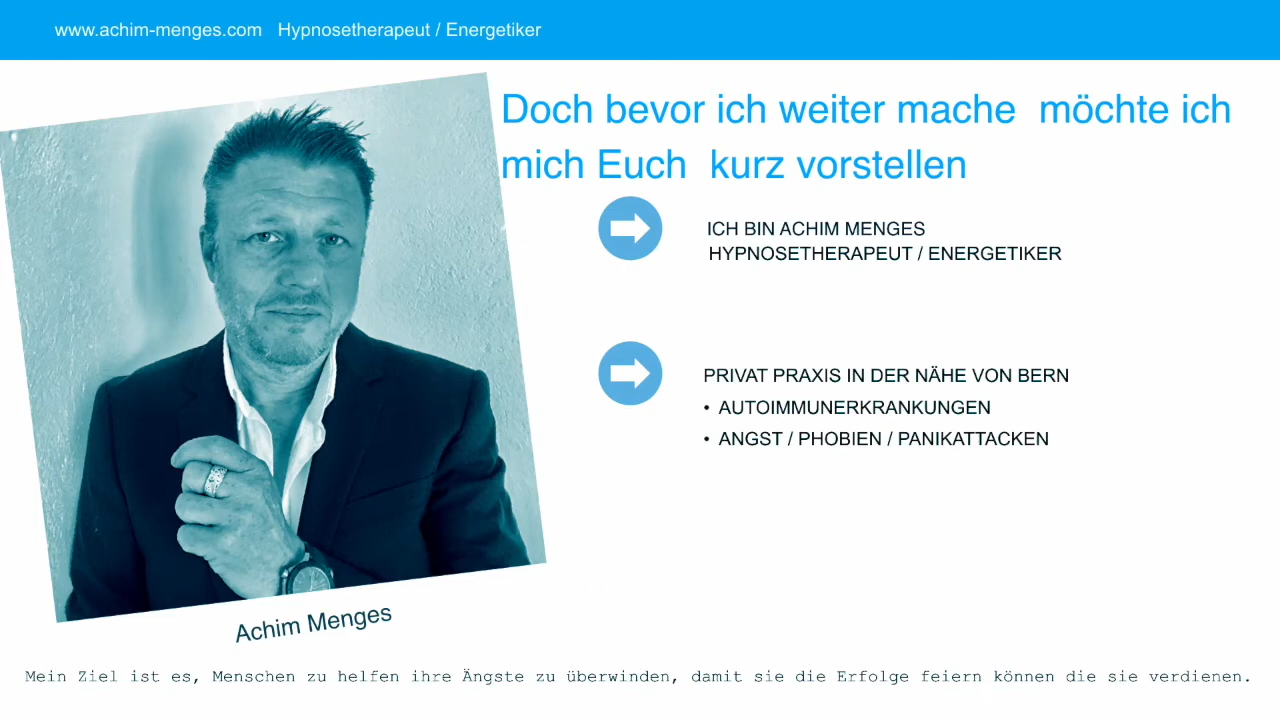 www.achim-menges.com Hypnosetherapeut / Energetiker
Doch bevor ich weiter mache möchte ich
mich Euch kurz vorstellen
ICH BIN ACHIM MENGES
HYPNOSETHERAPEUT / ENERGETIKER
PRIVAT PRAXIS IN DER NÄHE VON BERN
• AUTOIMMUNERKRANKUNGEN
• ANGST / PHOBIEN / PANIKATTACKEN
Achim Menges
Mein Ziel ist es, Menschen zu helfen ihre Ängste zu überwinden, damit sie die Erfolge feiern können die sie verdienen.